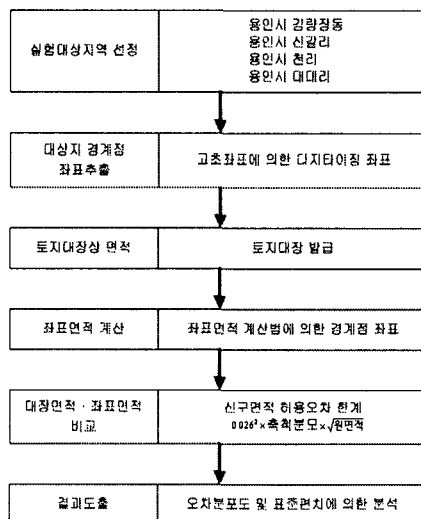 실험대상지역 선정
용인시 김량장동
용인시 신갈리
용인시 천리
용인시 대대리
대상지 경계점
좌표추출
고초좌표에 의한 디지타이징 좌표
토지대장상 면적
토지대장 발급
좌표면적 계산
좌표면적 계산법에 의한 경계점 좌표
대장면적 · 좌표면적
비교
신구면적 허용오차 한계
0.026² × 축척분모 × √원면적
결과도출
오차분포도 및 표준편차에 의한 분석